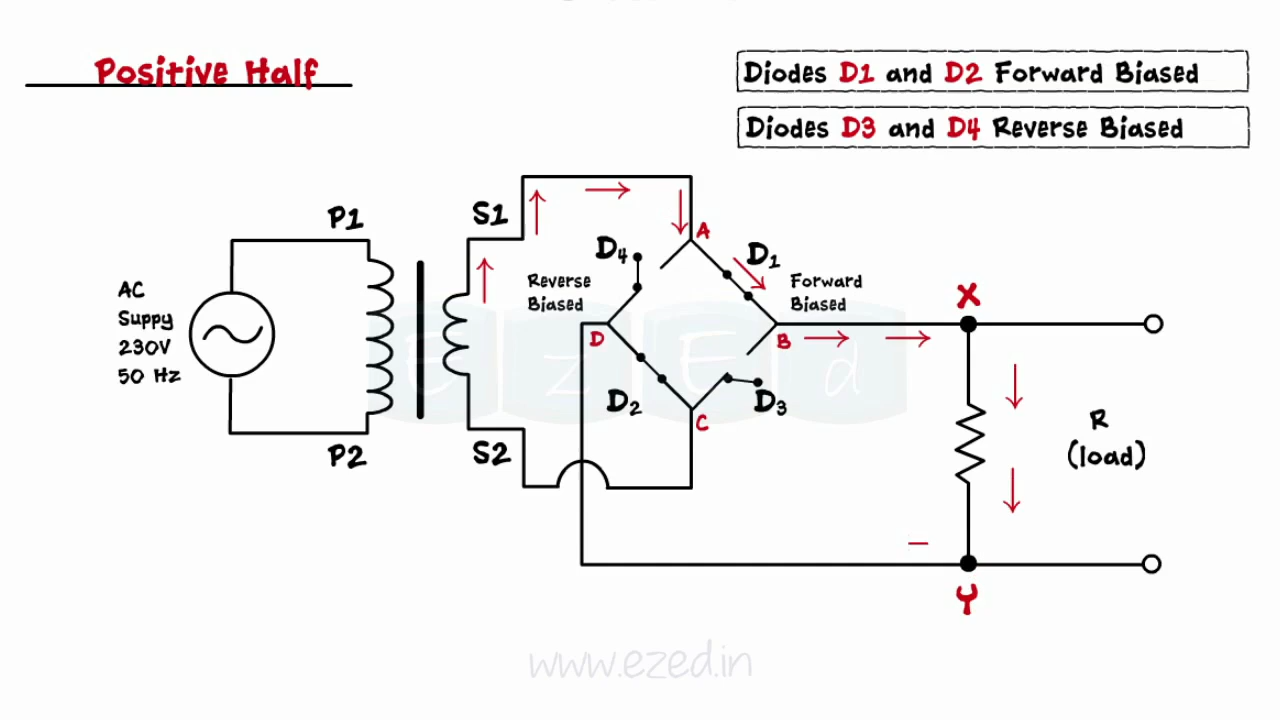 Positive Half
Diodes D1 and D2 Forward Biased
Diodes D3 and D4 Reverse Biased
P1
S1
A
D4
D1
AC
Suppy
230V
50 Hz
Reverse
Biased
Forward
Biased
X
D
B
D2
D3
C
R
(load)
P2
S2
–
Y
E z E d
www.ezed.in